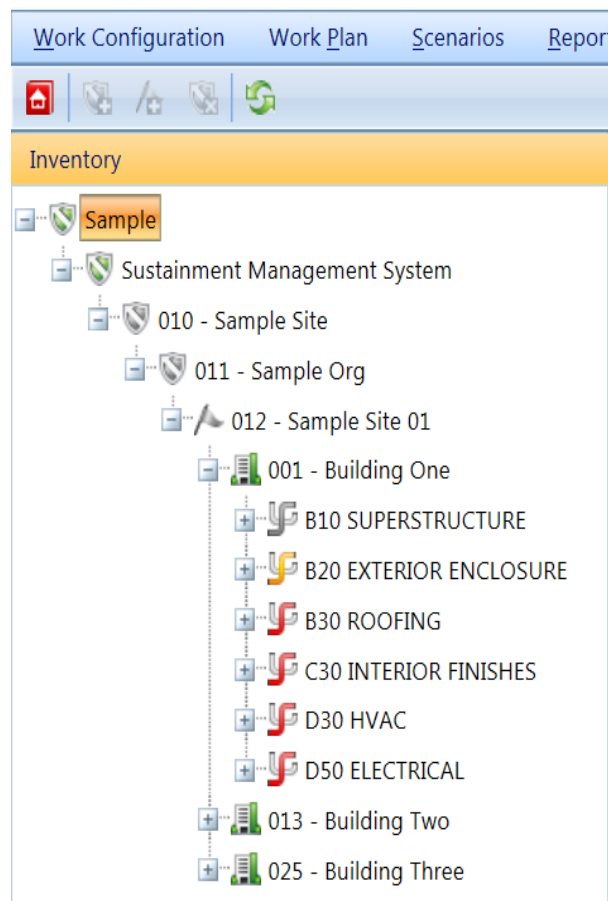 Work Configuration Work Plan Scenarios Repor
Inventory
Sample
Sustainment Management System
010 - Sample Site
011 - Sample Org
012 - Sample Site 01
001 - Building One
B10 SUPERSTRUCTURE
B20 EXTERIOR ENCLOSURE
B30 ROOFING
C30 INTERIOR FINISHES
D30 HVAC
D50 ELECTRICAL
013 - Building Two
025 - Building Three